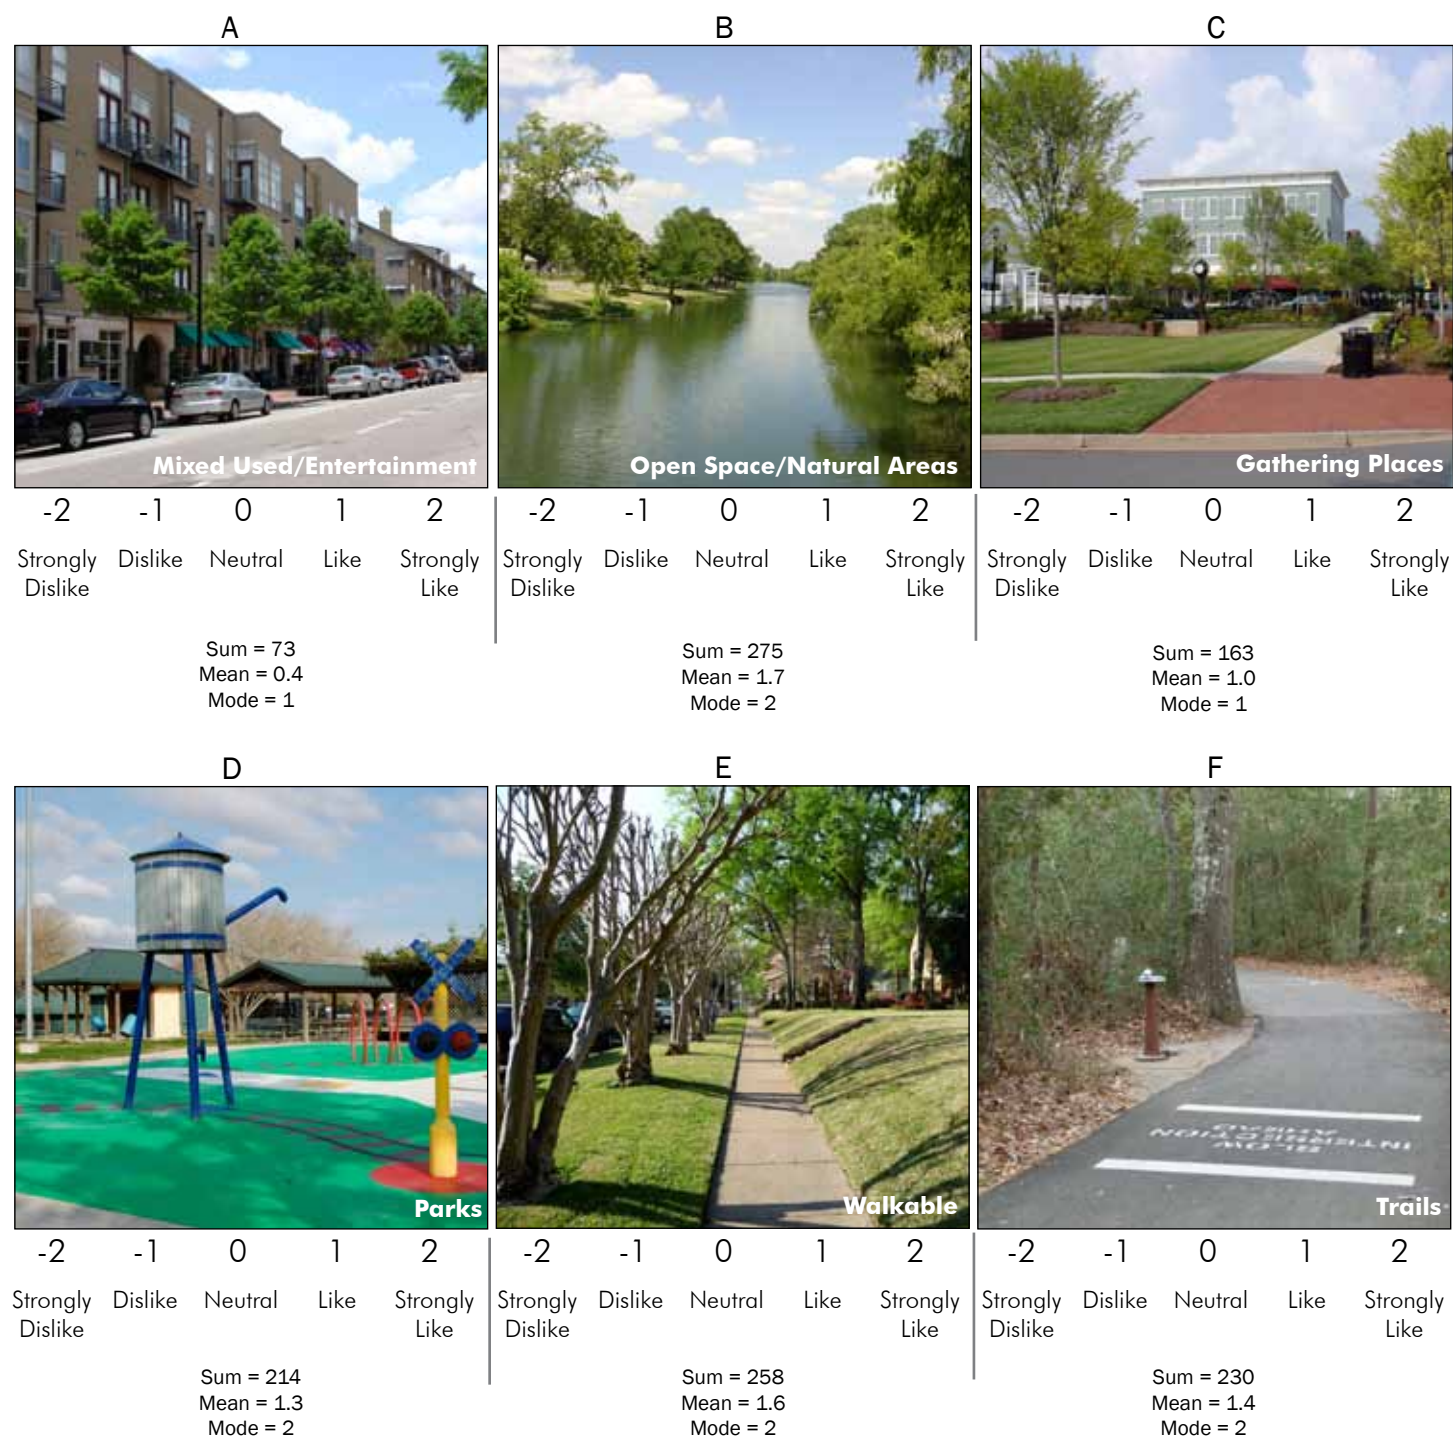 A
B
C
Mixed Used/Entertainment
Open Space/Natural Areas
Gathering Places
-2 -1 0 1 2
Strongly Dislike Dislike Neutral Like Strongly Like
-2 -1 0 1 2
Strongly Dislike Dislike Neutral Like Strongly Like
-2 -1 0 1 2
Strongly Dislike Dislike Neutral Like Strongly Like
Sum = 73
Mean = 0.4
Mode = 1
Sum = 275
Mean = 1.7
Mode = 2
Sum = 163
Mean = 1.0
Mode = 1
D
E
F
SLOW
INTERSECTION
AHEAD
Parks
Walkable
Trails
-2 -1 0 1 2
Strongly Dislike Dislike Neutral Like Strongly Like
-2 -1 0 1 2
Strongly Dislike Dislike Neutral Like Strongly Like
-2 -1 0 1 2
Strongly Dislike Dislike Neutral Like Strongly Like
Sum = 214
Mean = 1.3
Mode = 2
Sum = 258
Mean = 1.6
Mode = 2
Sum = 230
Mean = 1.4
Mode = 2